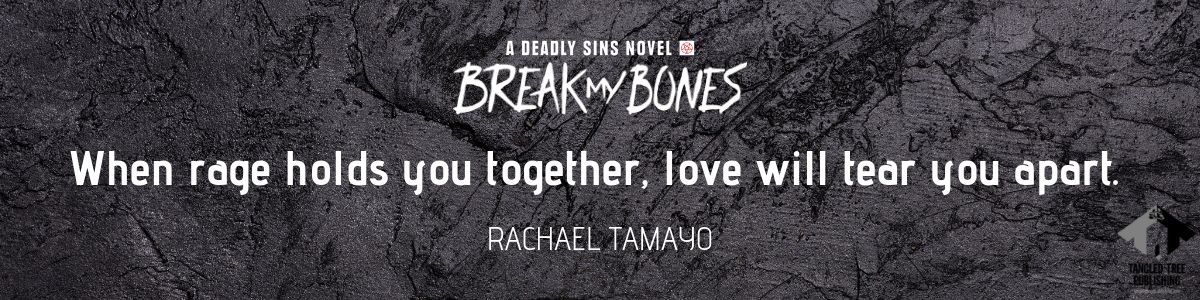 A DEADLY SINS NOVEL
BREAK MY BONES
When rage holds you together, love will tear you apart.
RACHAEL TAMAYO
TANGLED TREE
PUBLISHING